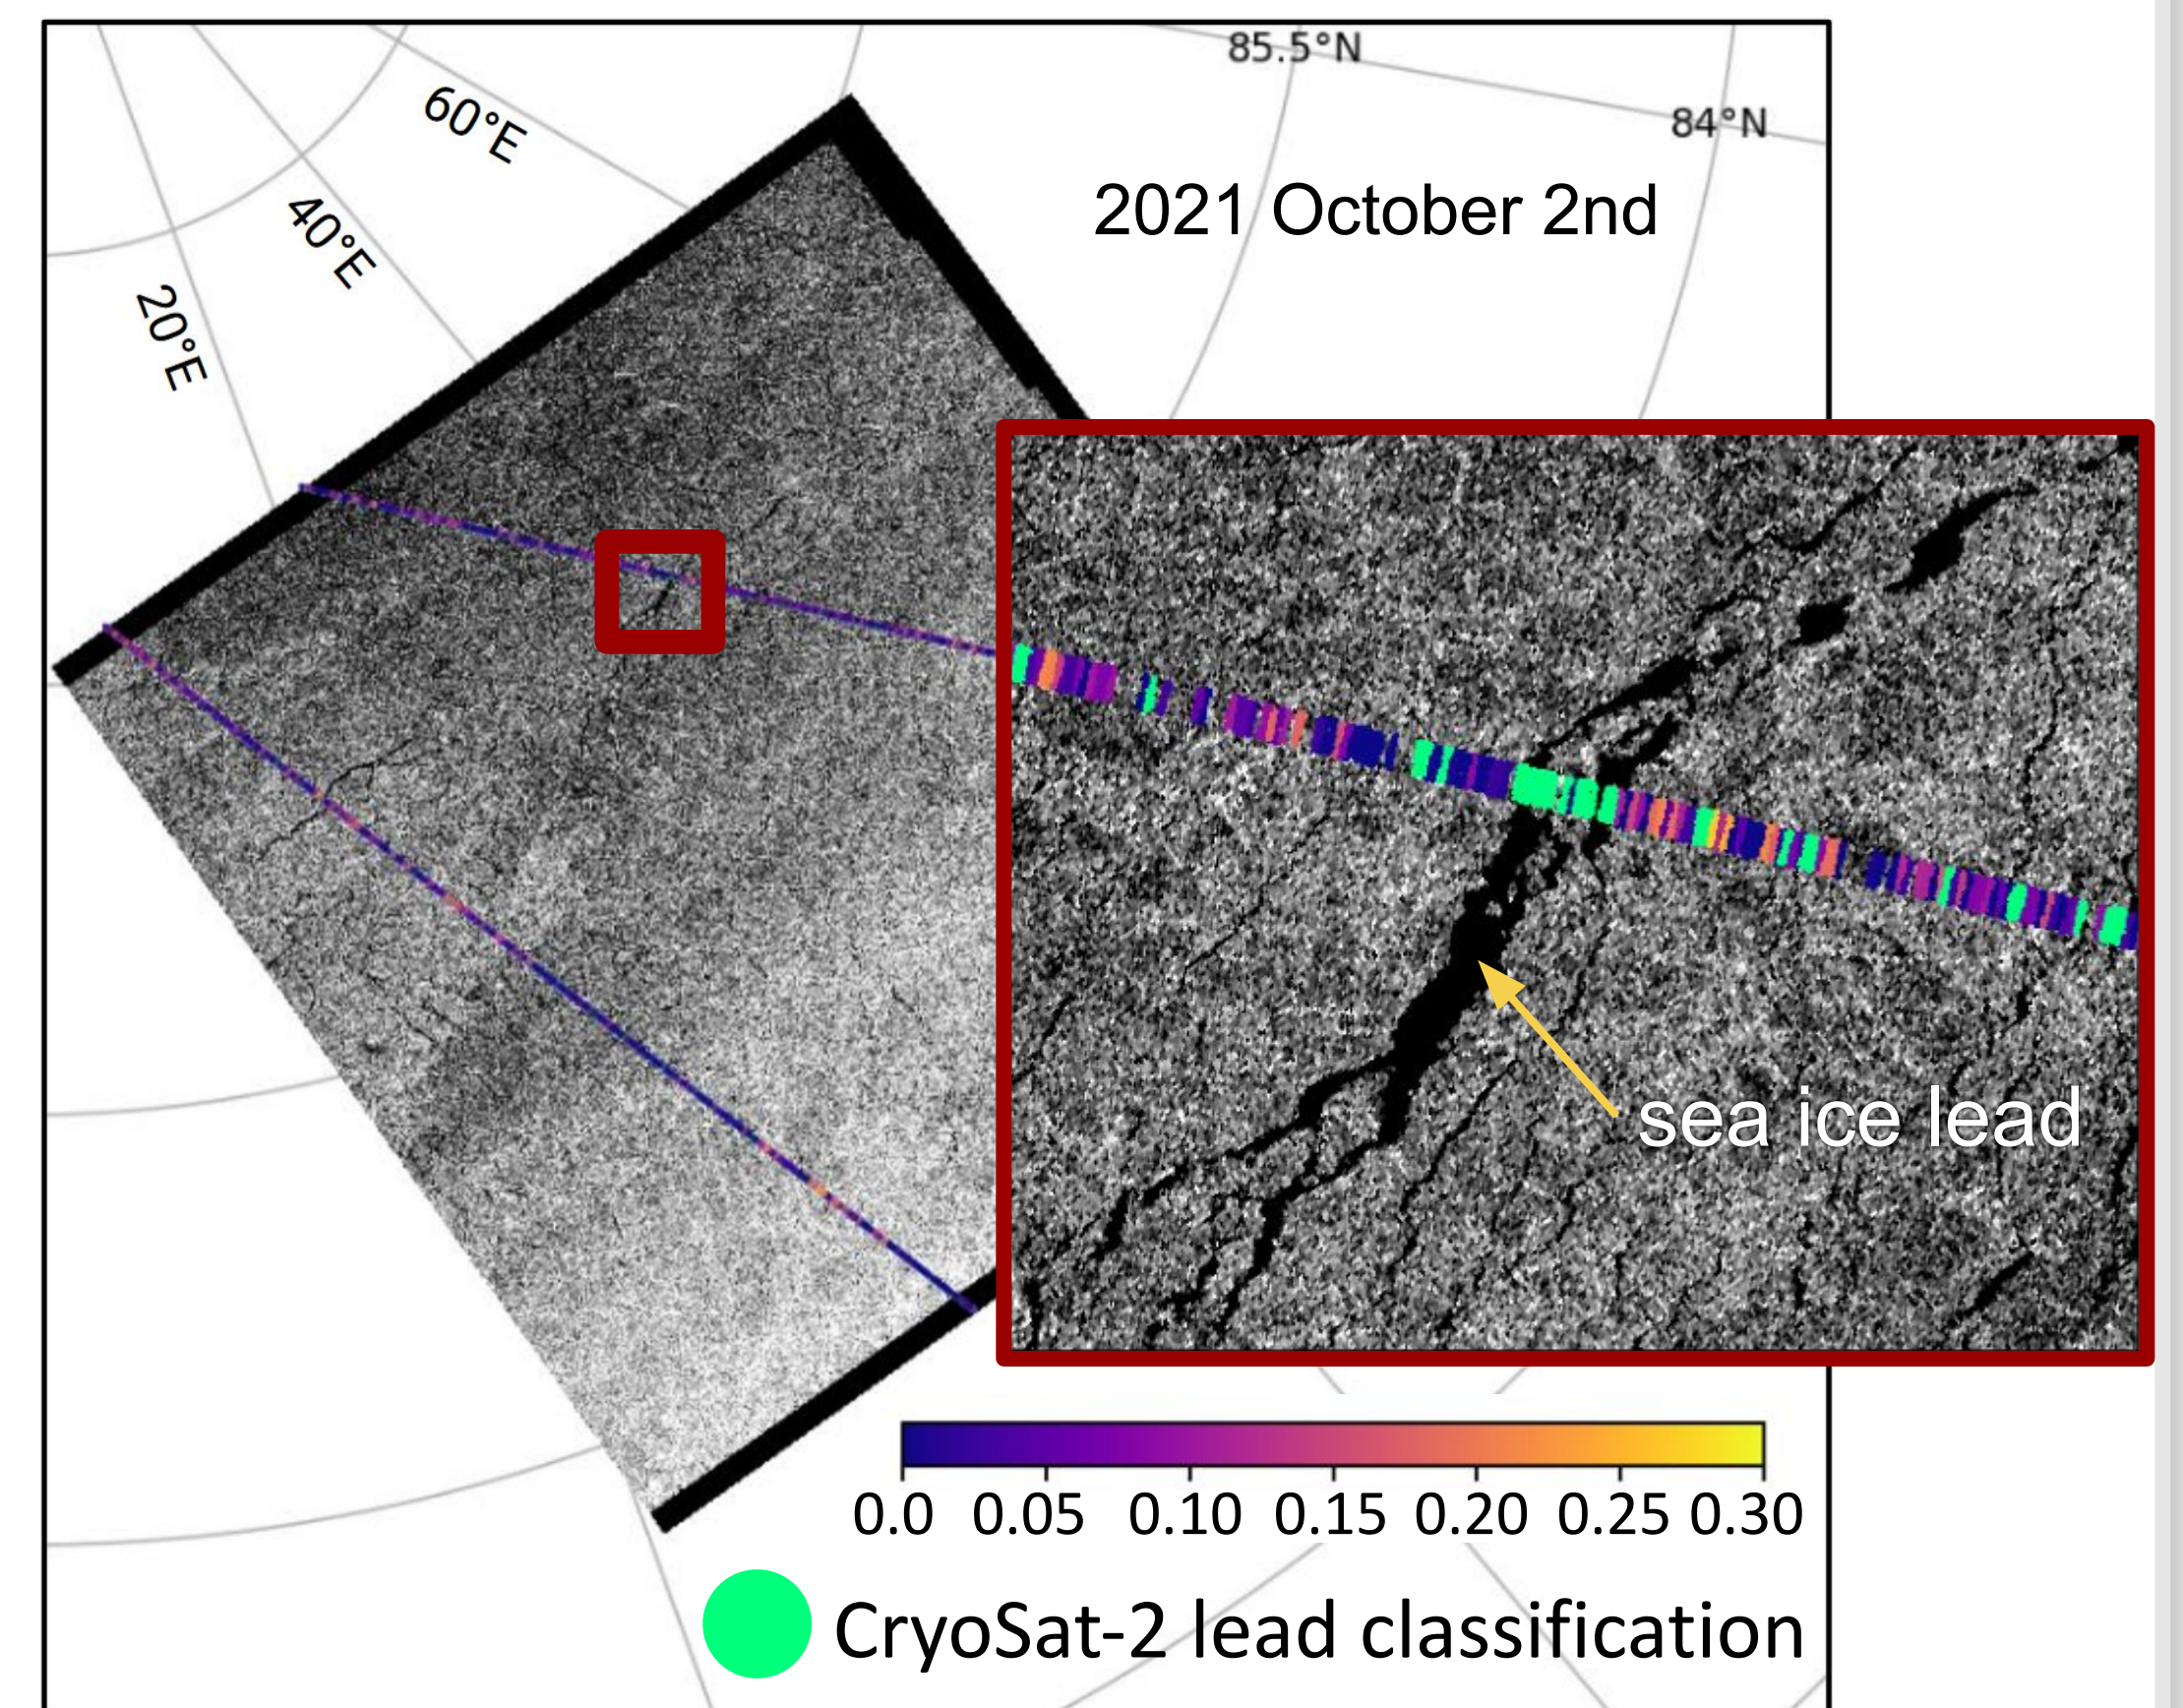 85.5°N
84°N
60°E
40°E
20°E
2021 October 2nd
sea ice lead
0.0 0.05 0.10 0.15 0.20 0.25 0.30
CryoSat-2 lead classification